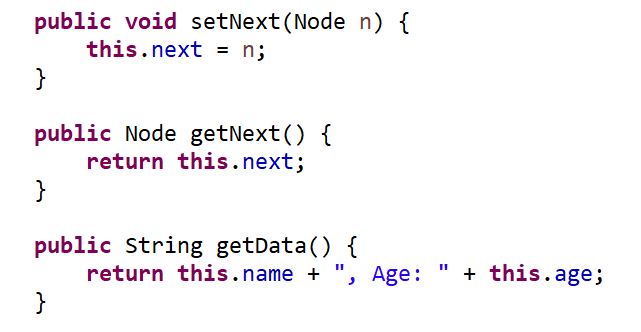 public void setNext(Node n) {
    this.next = n;
}

public Node getNext() {
    return this.next;
}

public String getData() {
    return this.name + ", Age: " + this.age;
}